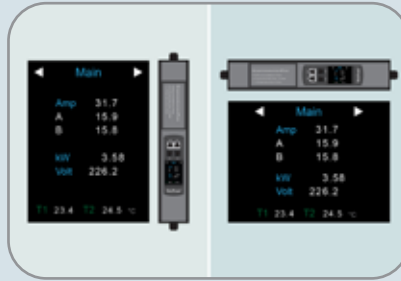 Main
Amp 31.7
A 15.9
B 15.8
kW 3.58
Volt 226.2
T1 23.4 T2 24.5 °C
Main
Amp 31.7
A 15.9
B 15.8
kW 3.58
Volt 226.2
T1 23.4 T2 24.5 °C